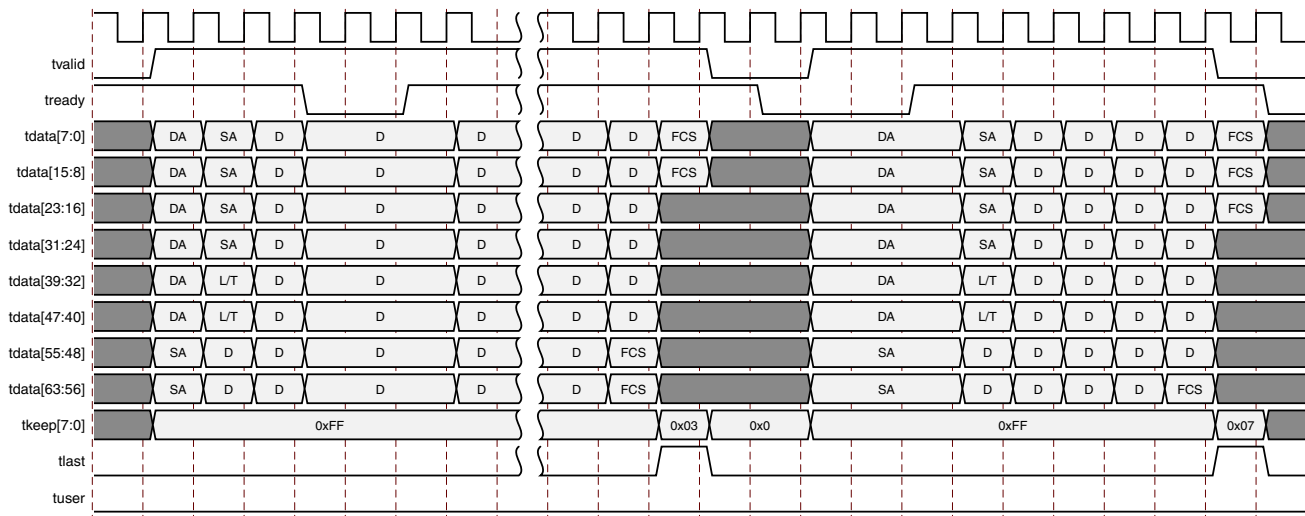 tvalid
tready
tdata[7:0] DA SA D D D D D FCS DA SA D D D D FCS
tdata[15:8] DA SA D D D D D FCS DA SA D D D D FCS
tdata[23:16] DA SA D D D D D DA SA D D D D FCS
tdata[31:24] DA SA D D D D D DA SA D D D D
tdata[39:32] DA L/T D D D D D DA L/T D D D D
tdata[47:40] DA L/T D D D D D DA L/T D D D D
tdata[55:48] SA D D D D D FCS SA D D D D D
tdata[63:56] SA D D D D D FCS SA D D D D FCS
tkeep[7:0] 0xFF 0x03 0x0 0xFF 0x07
tlast
tuser